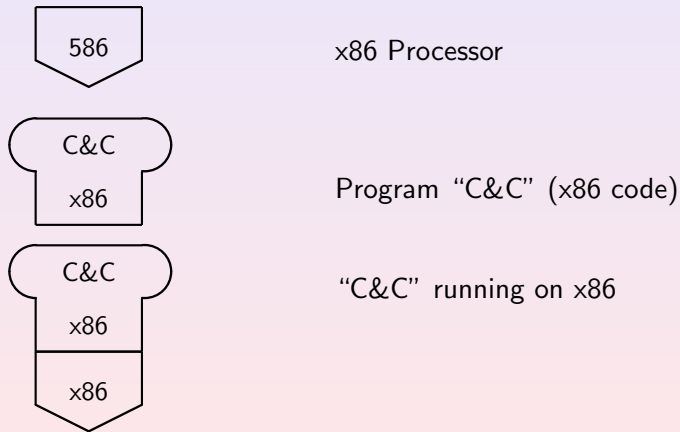 586
x86 Processor
C&C
x86
Program “C&C” (x86 code)
C&C
“C&C” running on x86
x86
x86